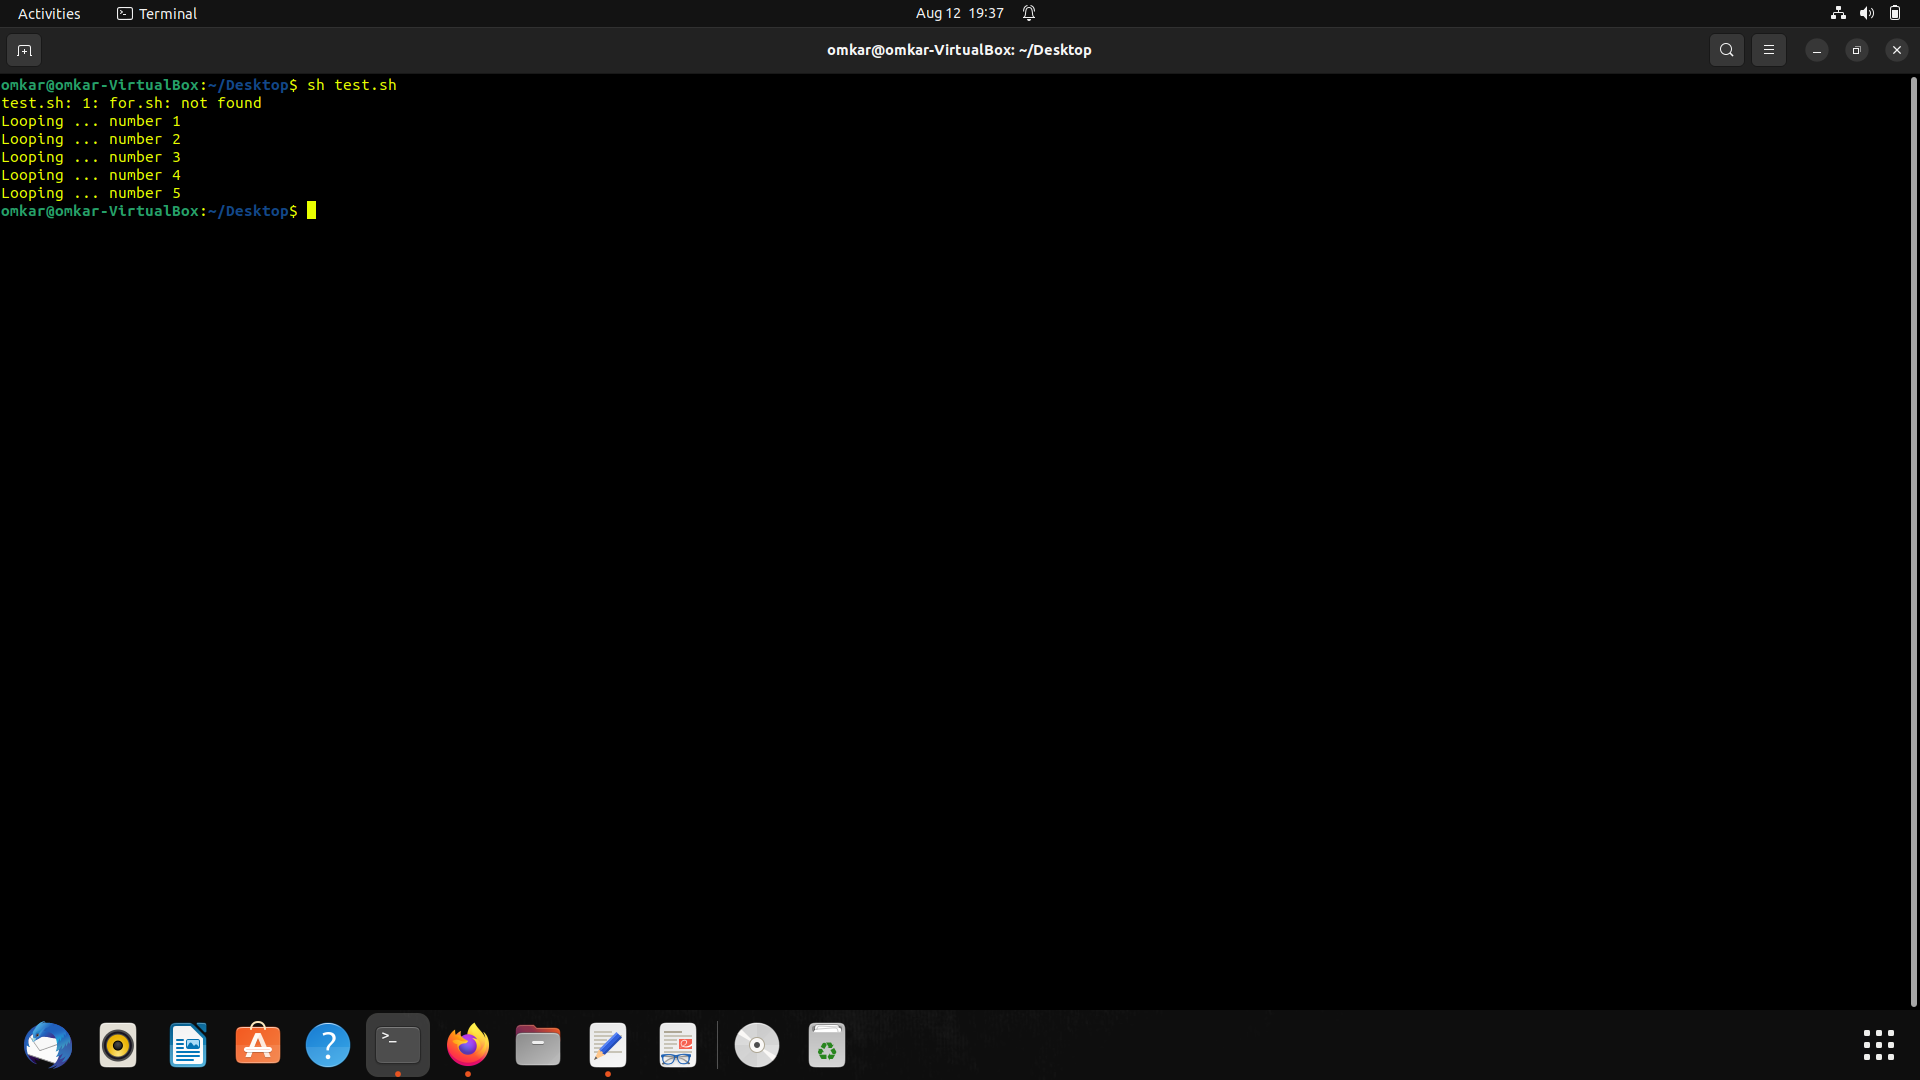 Activities
Terminal
Aug 12 19:37
omkar@omkar-VirtualBox: ~/Desktop
omkar@omkar-VirtualBox:~/Desktop$ sh test.sh
test.sh: 1: for.sh: not found
Looping ... number 1
Looping ... number 2
Looping ... number 3
Looping ... number 4
Looping ... number 5
omkar@omkar-VirtualBox:~/Desktop$